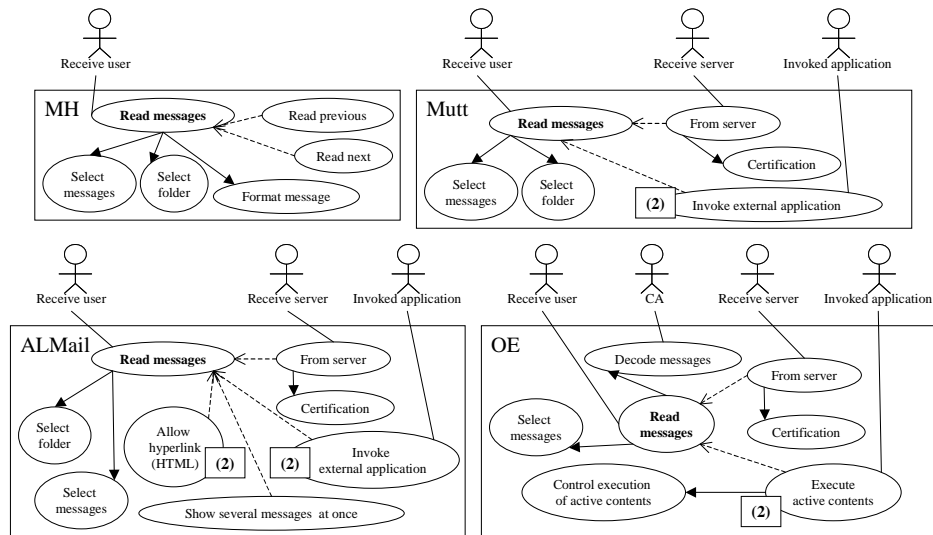 Receive user
MH
Read messages
Read previous
Read next
Select
messages
Select
folder
Format message
Receive user
Receive server
Invoked application
Mutt
Read messages
From server
Certification
Select
messages
Select
folder
(2)
Invoke external application
Receive user
Receive server
Invoked application
ALMail
Read messages
From server
Certification
Select
folder
Allow
hyperlink
(HTML)
(2)
(2)
Invoke
external application
Select
messages
Show several messages at once
Receive user
CA
Receive server
Invoked application
OE
Decode messages
From server
Select
messages
Read
messages
Certification
Control execution
of active contents
(2)
Execute
active contents